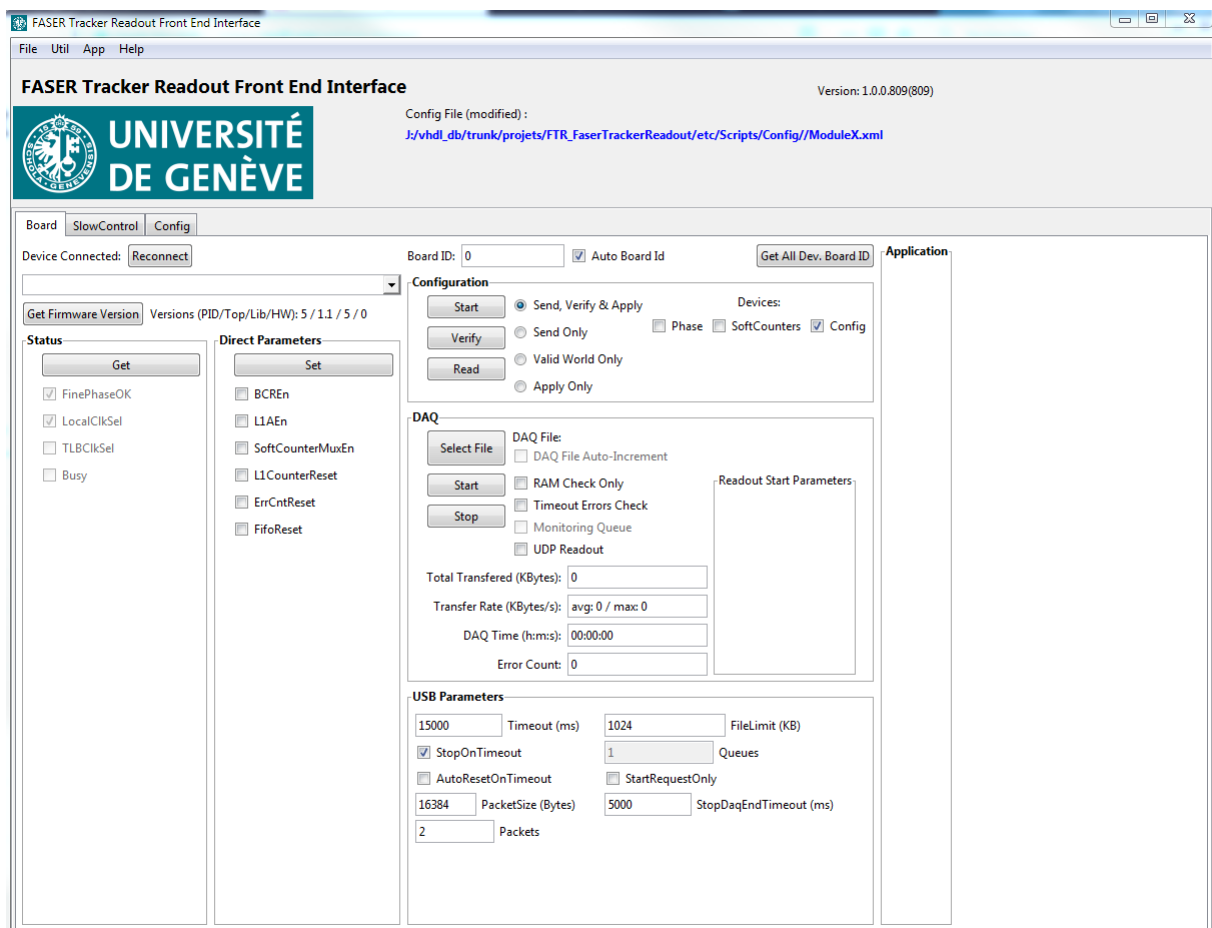 FASER Tracker Readout Front End Interface
File Util App Help
FASER Tracker Readout Front End Interface
Version: 1.0.0.809(809)
Config File (modified) :
J:/vhdl_db/trunk/projets/FTR_FaserTrackerReadout/etc/Scripts/Config//ModuleX.xml
UNIVERSITÉ
DE GENÈVE
Board SlowControl Config
Device Connected: Reconnect
Get Firmware Version Versions (PID/Top/Lib/HW): 5 / 1.1 / 5 / 0
Status
Get
FinePhaseOK
LocalClkSel
TLBClkSel
Busy
Direct Parameters
Set
BCREn
L1AEn
SoftCounterMuxEn
L1CounterReset
ErrCntReset
FifoReset
Board ID: 0 Auto Board Id Get All Dev. Board ID
Configuration
Start Send, Verify & Apply Devices:
Verify Send Only Phase SoftCounters Config
Read Valid World Only
Apply Only
DAQ
Select File DAQ File:
DAQ File Auto-Increment
Start RAM Check Only
Stop Timeout Errors Check
Monitoring Queue
UDP Readout
Readout Start Parameters
Total Transfered (KBytes): 0
Transfer Rate (KBytes/s): avg: 0 / max: 0
DAQ Time (h:m:s): 00:00:00
Error Count: 0
USB Parameters
15000 Timeout (ms) 1024 FileLimit (KB)
StopOnTimeout 1 Queues
AutoResetOnTimeout StartRequestOnly
16384 PacketSize (Bytes) 5000 StopDaqEndTimeout (ms)
2 Packets
Application